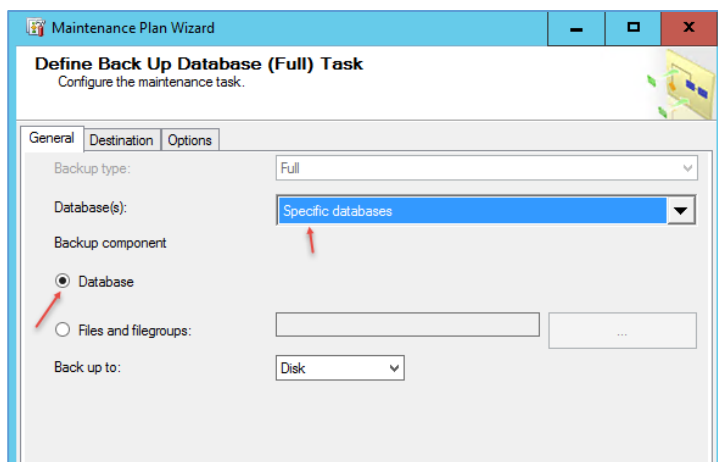 Maintenance Plan Wizard
Define Back Up Database (Full) Task
Configure the maintenance task.
General Destination Options
Backup type: Full
Database(s): Specific databases
Backup component
Database
Files and filegroups: ...
Back up to: Disk